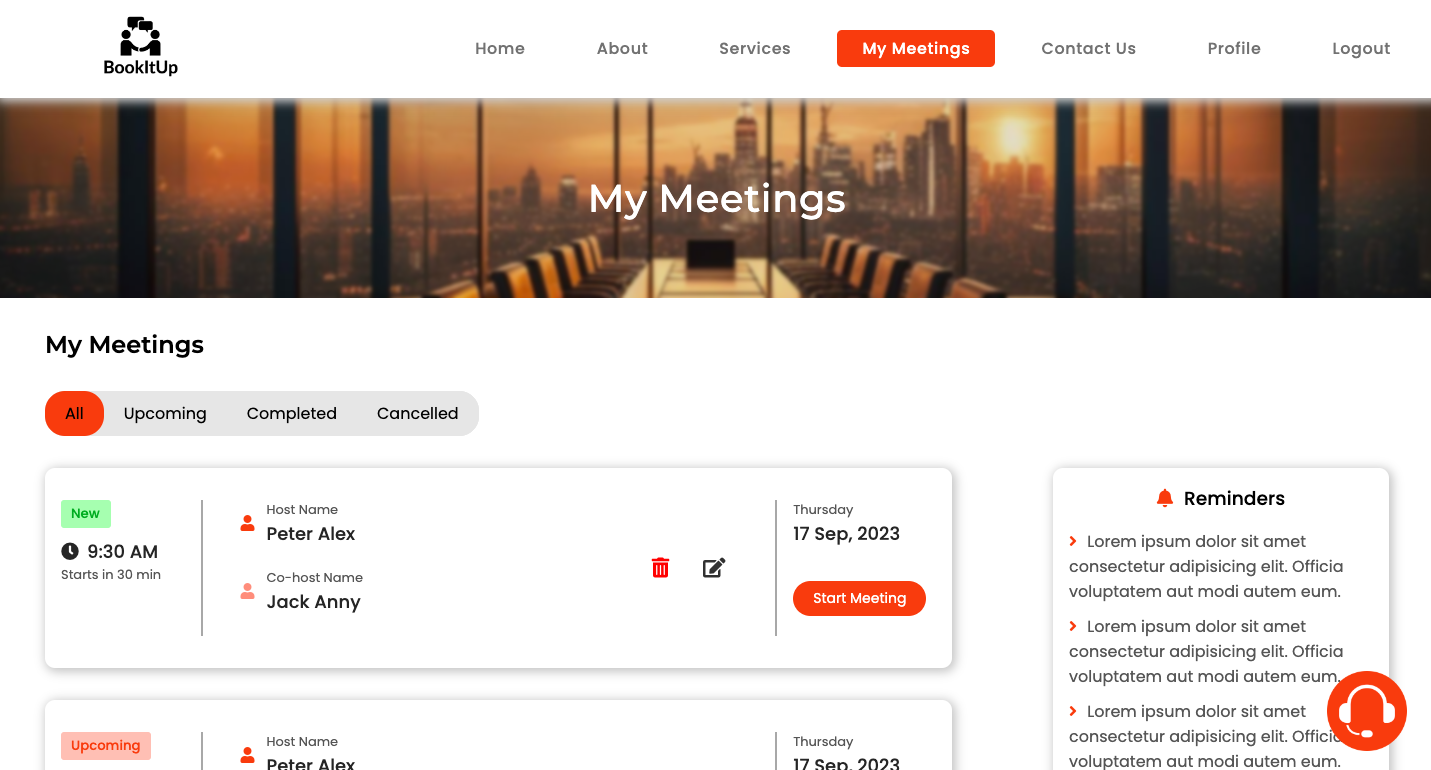 BookItUp
Home
About
Services
My Meetings
Contact Us
Profile
Logout
My Meetings
My Meetings
All
Upcoming
Completed
Cancelled
New
9:30 AM
Starts in 30 min
Host Name
Peter Alex
Co-host Name
Jack Anny
Thursday
17 Sep, 2023
Start Meeting
Upcoming
Host Name
Peter Alex
Thursday
17 Sep, 2023
Reminders
Lorem ipsum dolor sit amet
consectetur adipisicing elit. Officia
voluptatem aut modi autem eum.
Lorem ipsum dolor sit amet
consectetur adipisicing elit. Officia
voluptatem aut modi autem eum.
Lorem ipsum dolor sit amet
consectetur adipisicing elit. Officia
voluptatem aut modi autem eum.